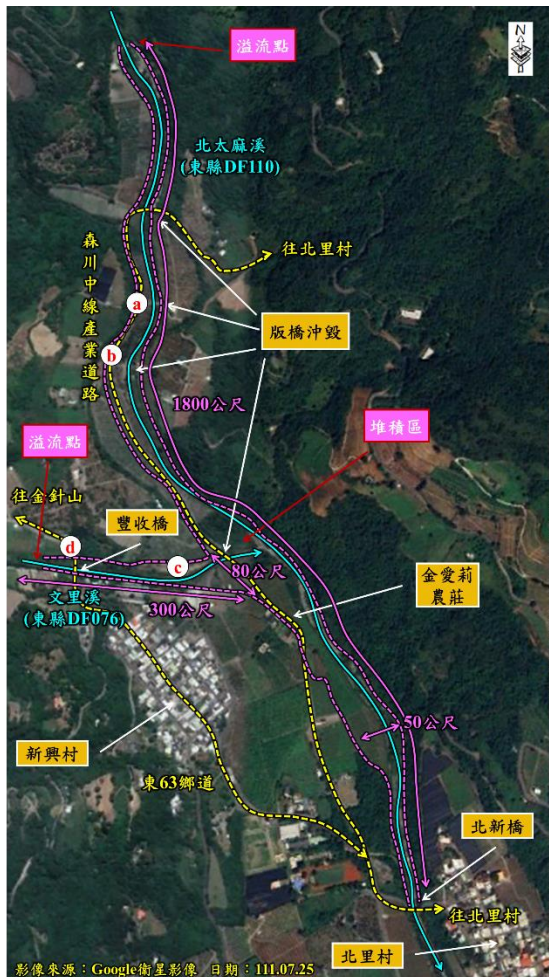 溢流點
N
北太麻溪
(東縣DF110)
森川中線產業道路
往北里村
a
版橋沖毀
b
1800公尺
溢流點
堆積區
往金針山
豐收橋
d
c
80公尺
金愛莉
農莊
文里溪
(東縣DF076)
300公尺
50公尺
新興村
東63鄉道
北新橋
往北里村
北里村
影像來源：Google衛星影像 日期：111.07.25